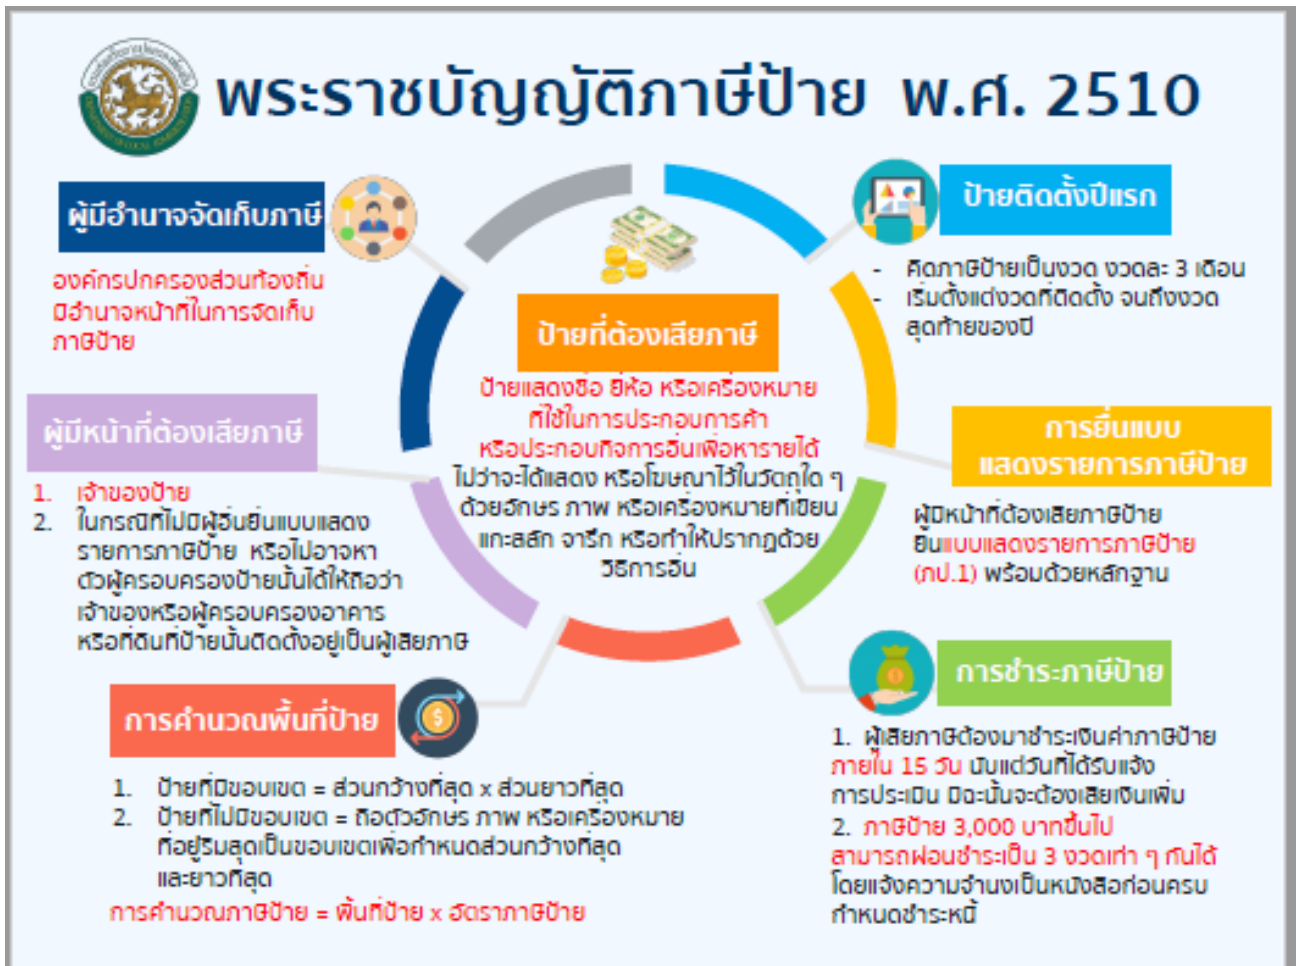 พระราชบัญญัติภาษีป้าย พ.ศ. 2510
ผู้มีอำนาจจัดเก็บภาษี
องค์กรปกครองส่วนท้องถิ่น
มีอำนาจหน้าที่ในการจัดเก็บ
ภาษีป้าย
ป้ายติดตั้งปีแรก
- คิดภาษีป้ายเป็นงวด งวดละ 3 เดือน
- เริ่มตั้งแต่งวดที่ติดตั้ง จนถึงงวด
สุดท้ายของปี
ป้ายที่ต้องเสียภาษี
ป้ายแสดงชื่อ ยี่ห้อ หรือเครื่องหมาย
ที่ใช้ในการประกอบการค้า
หรือประกอบกิจการอื่นเพื่อหารายได้
ไม่ว่าจะได้แสดง หรือโฆษณาไว้ในวัตถุใด ๆ
ด้วยอักษร ภาพ หรือเครื่องหมายที่เขียน
แกะสลัก จารึก หรือทำให้ปรากฏด้วย
วิธีการอื่น
ผู้มีหน้าที่ต้องเสียภาษี
1. เจ้าของป้าย
2. ในกรณีที่ไม่มีผู้อื่นยื่นแบบแสดง
รายการภาษีป้าย หรือไม่อาจหา
ตัวผู้ครอบครองป้ายนั้นได้ให้ถือว่า
เจ้าของหรือผู้ครอบครองอาคาร
หรือที่ดินที่ป้ายนั้นติดตั้งอยู่เป็นผู้เสียภาษี
การยื่นแบบ
แสดงรายการภาษีป้าย
ผู้มีหน้าที่ต้องเสียภาษีป้าย
ยื่นแบบแสดงรายการภาษีป้าย
(ภป.1) พร้อมด้วยหลักฐาน
การคำนวณพื้นที่ป้าย
1. ป้ายที่มีขอบเขต = ส่วนกว้างที่สุด x ส่วนยาวที่สุด
2. ป้ายที่ไม่มีขอบเขต = ถือตัวอักษร ภาพ หรือเครื่องหมาย
ที่อยู่ริมสุดเป็นขอบเขตเพื่อกำหนดส่วนกว้างที่สุด
และยาวที่สุด
การคำนวณภาษีป้าย = พื้นที่ป้าย x อัตราภาษีป้าย
การชำระภาษีป้าย
1. ผู้เสียภาษีต้องมาชำระเงินค่าภาษีป้าย
ภายใน 15 วัน นับแต่วันที่ได้รับแจ้ง
การประเมิน มิฉะนั้นจะต้องเสียเงินเพิ่ม
2. ภาษีป้าย 3,000 บาทขึ้นไป
สามารถผ่อนชำระเป็น 3 งวดเท่า ๆ กันได้
โดยแจ้งความจำนงเป็นหนังสือก่อนครบ
กำหนดชำระหนี้